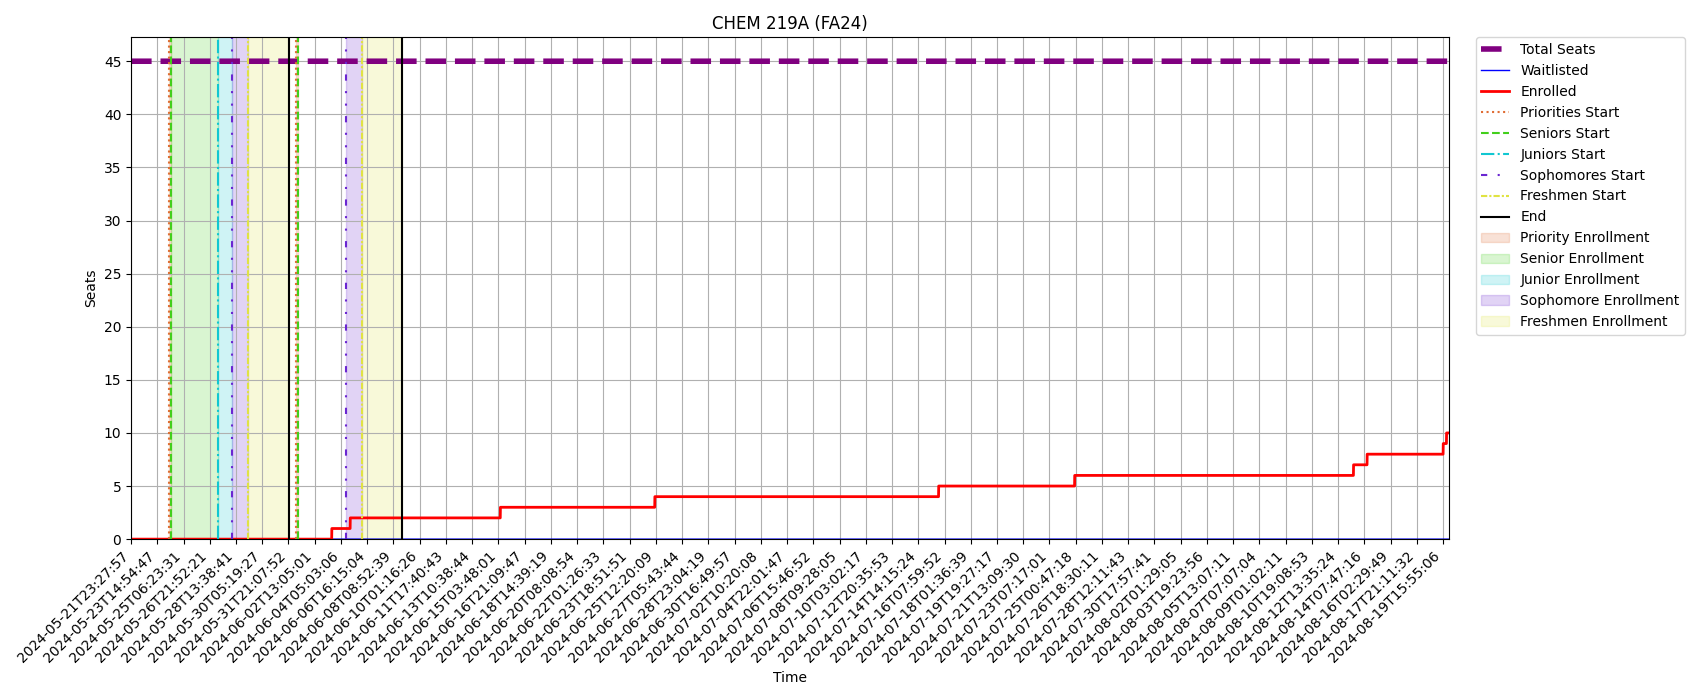 CHEM 219A (FA24)
Seats
45
40
35
30
25
20
15
10
5
0
2024-05-21T23:27:57
2024-05-23T14:54:47
2024-05-25T06:23:31
2024-05-26T21:52:21
2024-05-28T13:38:41
2024-05-30T05:19:27
2024-05-31T21:07:52
2024-06-02T13:05:01
2024-06-04T05:03:06
2024-06-06T16:15:04
2024-06-08T08:52:39
2024-06-10T01:16:26
2024-06-11T17:40:43
2024-06-13T10:38:44
2024-06-15T03:48:01
2024-06-16T21:09:47
2024-06-18T14:39:19
2024-06-20T08:08:54
2024-06-22T01:26:33
2024-06-23T18:51:51
2024-06-25T12:20:09
2024-06-27T05:43:44
2024-06-28T23:04:19
2024-06-30T16:49:57
2024-07-02T10:20:08
2024-07-04T22:01:47
2024-07-06T15:46:52
2024-07-08T09:28:05
2024-07-10T03:02:17
2024-07-12T20:35:53
2024-07-14T14:15:24
2024-07-16T07:59:52
2024-07-18T01:36:39
2024-07-19T19:27:17
2024-07-21T13:09:30
2024-07-23T07:17:01
2024-07-25T00:47:18
2024-07-26T18:30:11
2024-07-28T12:11:43
2024-07-30T17:57:41
2024-08-02T01:29:05
2024-08-03T19:23:56
2024-08-05T13:07:11
2024-08-07T07:07:04
2024-08-09T01:02:11
2024-08-10T19:08:53
2024-08-12T13:35:24
2024-08-14T07:47:16
2024-08-16T02:29:49
2024-08-17T21:11:32
2024-08-19T15:55:06
Time
Total Seats
Waitlisted
Enrolled
Priorities Start
Seniors Start
Juniors Start
Sophomores Start
Freshmen Start
End
Priority Enrollment
Senior Enrollment
Junior Enrollment
Sophomore Enrollment
Freshmen Enrollment